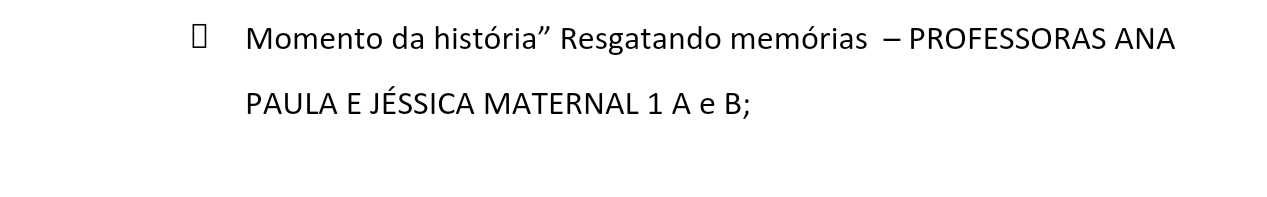 ▯ Momento da história” Resgatando memórias – PROFESSORAS ANA
PAULA E JÉSSICA MATERNAL 1 A e B;